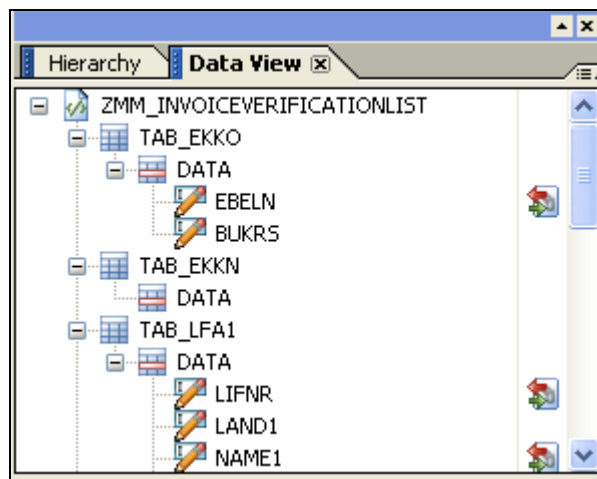 Hierarchy Data View
ZMM_INVOICEVERIFICATIONLIST
TAB_EKKO
DATA
EBELN
BUKRS
TAB_EKKN
DATA
TAB_LFA1
DATA
LIFNR
LAND1
NAME1